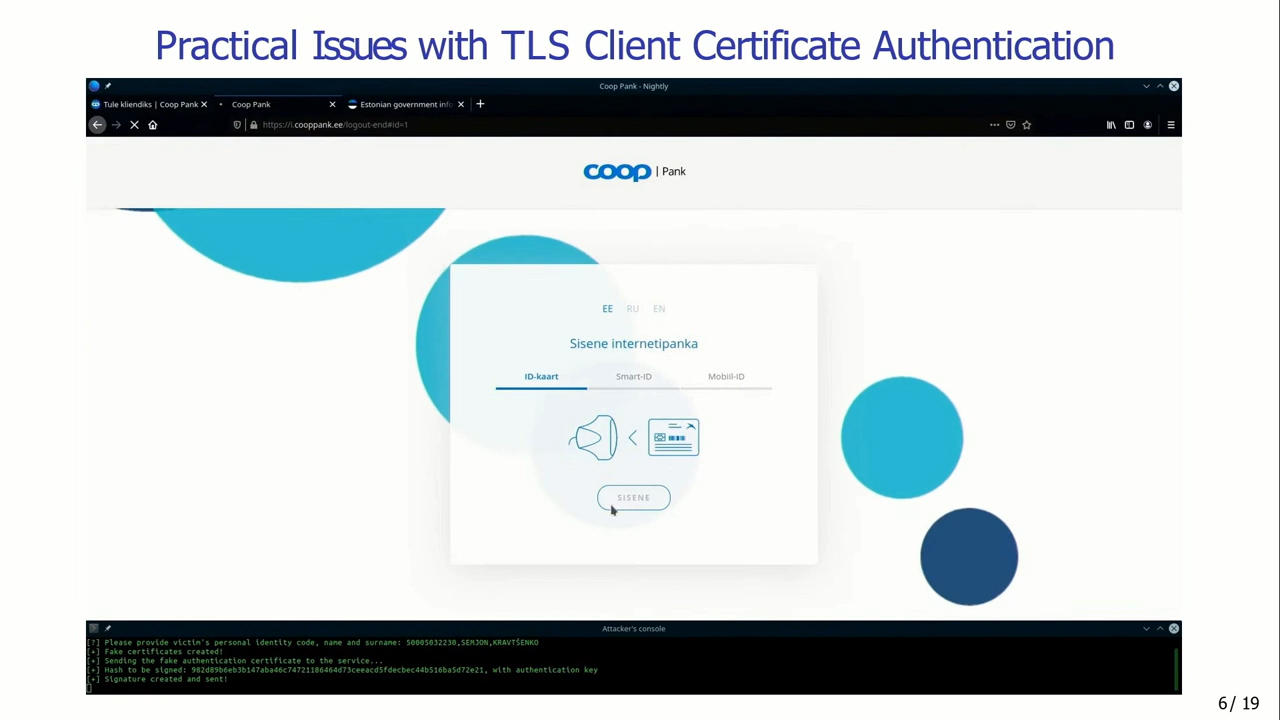 Practical Issues with TLS Client Certificate Authentication
Coop Pank - Nightly
Tule kliendiks | Coop Pank
Coop Pank
Estonian government info
https://i.cooppank.ee/logout-end#id=1
coop | Pank
EE RU EN
Sisene internetipanka
ID-kaart Smart-ID Mobiil-ID
SISENE
Attacker's console
[?] Please provide victim's personal identity code, name and surname: 50005032230,SEMJON,KRAVTŠENKO
[+] Fake certificates created!
[+] Sending the fake authentication certificate to the service...
[+] Hash to be signed: 982d89b6eb3b147aba46c74721186464d73ceeacd5fdecbec44b516ba5d72e21, with authentication key
[+] Signature created and sent!
6 / 19